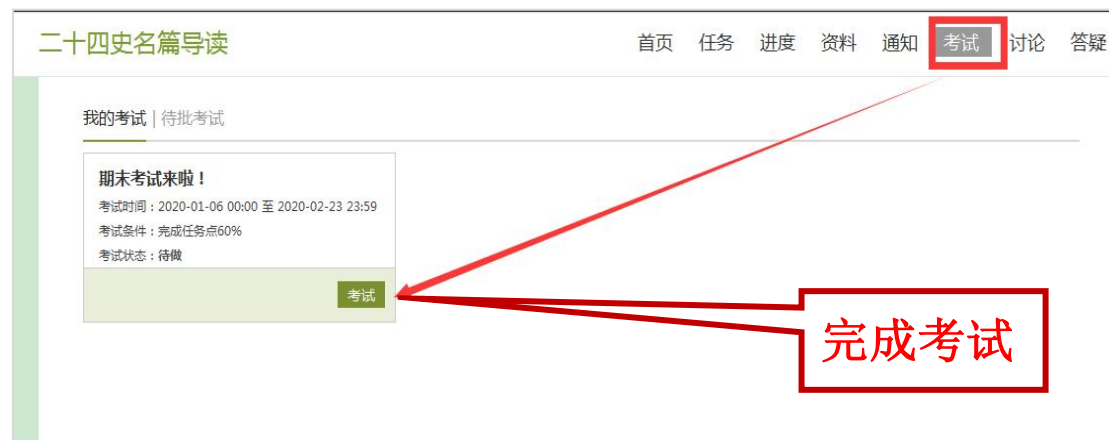 二十四史名篇导读
首页 任务 进度 资料 通知 考试 讨论 答疑
我的考试 | 待批考试
期末考试来啦！
考试时间：2020-01-06 00:00 至 2020-02-23 23:59
考试条件：完成任务点60%
考试状态：待做
考试
完成考试